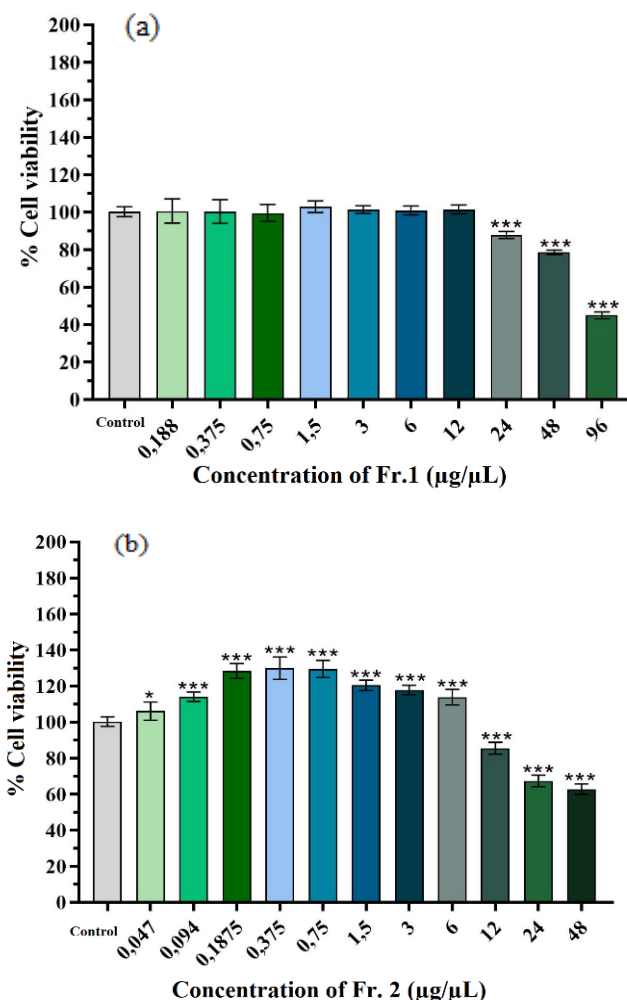 (a)
% Cell viability
200
180
160
140
120
100
80
60
40
20
0
*** *** ***
Control 0,188 0,375 0,75 1,5 3 6 12 24 48 96
Concentration of Fr.1 (µg/µL)
(b)
% Cell viability
200
180
160
140
120
100
80
60
40
20
0
* *** *** *** *** *** *** *** *** *** ***
Control 0,047 0,094 0,1875 0,375 0,75 1,5 3 6 12 24 48
Concentration of Fr. 2 (µg/µL)